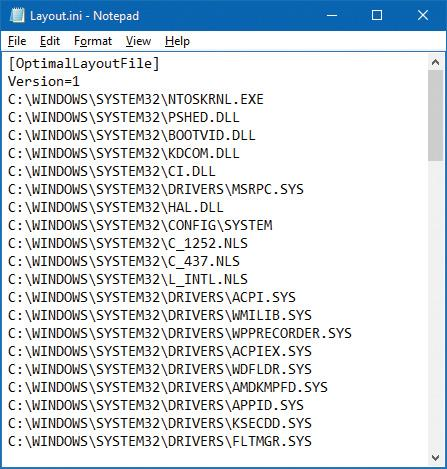 Layout.ini - Notepad
File Edit Format View Help
[OptimalLayoutFile]
Version=1
C:\WINDOWS\SYSTEM32\NTOSKRNL.EXE
C:\WINDOWS\SYSTEM32\PSHED.DLL
C:\WINDOWS\SYSTEM32\BOOTVID.DLL
C:\WINDOWS\SYSTEM32\KDCOM.DLL
C:\WINDOWS\SYSTEM32\CI.DLL
C:\WINDOWS\SYSTEM32\DRIVERS\MSRPC.SYS
C:\WINDOWS\SYSTEM32\HAL.DLL
C:\WINDOWS\SYSTEM32\CONFIG\SYSTEM
C:\WINDOWS\SYSTEM32\C_1252.NLS
C:\WINDOWS\SYSTEM32\C_437.NLS
C:\WINDOWS\SYSTEM32\L_INTL.NLS
C:\WINDOWS\SYSTEM32\DRIVERS\ACPI.SYS
C:\WINDOWS\SYSTEM32\DRIVERS\WMILIB.SYS
C:\WINDOWS\SYSTEM32\DRIVERS\WPPRECORDER.SYS
C:\WINDOWS\SYSTEM32\DRIVERS\ACPIEX.SYS
C:\WINDOWS\SYSTEM32\DRIVERS\WDFLDR.SYS
C:\WINDOWS\SYSTEM32\DRIVERS\AMDKMPFD.SYS
C:\WINDOWS\SYSTEM32\DRIVERS\APPID.SYS
C:\WINDOWS\SYSTEM32\DRIVERS\KSECDD.SYS
C:\WINDOWS\SYSTEM32\DRIVERS\FLTMGR.SYS